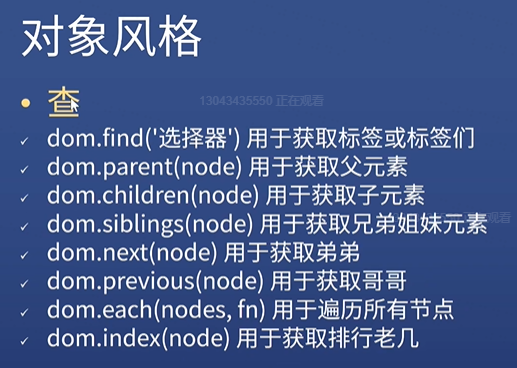 对象风格
查
13043435550 正在观看
dom.find('选择器') 用于获取标签或标签们
dom.parent(node) 用于获取父元素
dom.children(node) 用于获取子元素
dom.siblings(node) 用于获取兄弟姐妹元素
dom.next(node) 用于获取弟弟
dom.previous(node) 用于获取哥哥
dom.each(nodes, fn) 用于遍历所有节点
dom.index(node) 用于获取排行老几